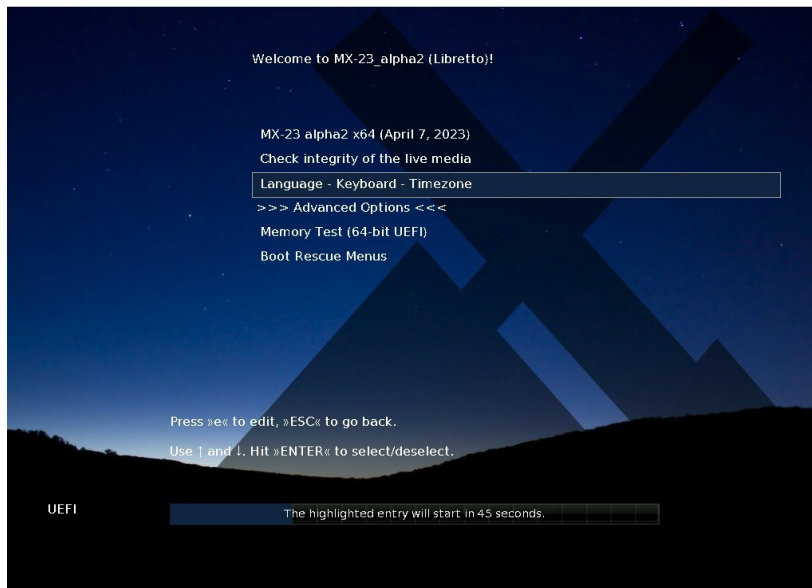 Welcome to MX-23_alpha2 (Libretto)!
MX-23 alpha2 x64 (April 7, 2023)
Check integrity of the live media
Language - Keyboard - Timezone
>>> Advanced Options <<<
Memory Test (64-bit UEFI)
Boot Rescue Menus
Press »e« to edit, »ESC« to go back.
Use ↑ and ↓. Hit »ENTER« to select/deselect.
UEFI
The highlighted entry will start in 45 seconds.